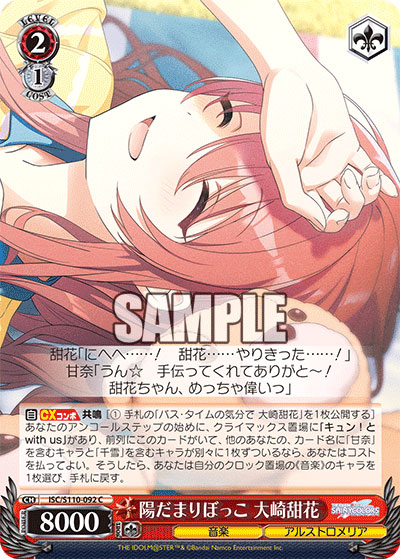 LEVEL
2
1
COST
SAMPLE
甜花「にへへ……! 甜花……やりきった……!」
甘奈「うん☆ 手伝ってくれてありがと~!
甜花ちゃん、めっちゃ偉いっ」
自 CXコンボ 共鳴 [① 手札の「バス・タイムの気分で 大崎甜花」を1枚公開する]
あなたのアンコールステップの始めに、クライマックス置場に「キュン!と
with us」があり、前列にこのカードがいて、他のあなたの、カード名に「甘奈」
を含むキャラと「千雪」を含むキャラが別々に1枚ずついるなら、あなたはコスト
を払ってよい。そうしたら、あなたは自分のクロック置場の《音楽》のキャラを
1枚選び、手札に戻す。
CH ISC/S110-092 C
8000
陽だまりぽっこ 大崎甜花
THE IDOLM@STER SHINYCOLORS
音楽
アルストロメリア
THE IDOLM@STER™ & ©Bandai Namco Entertainment Inc.